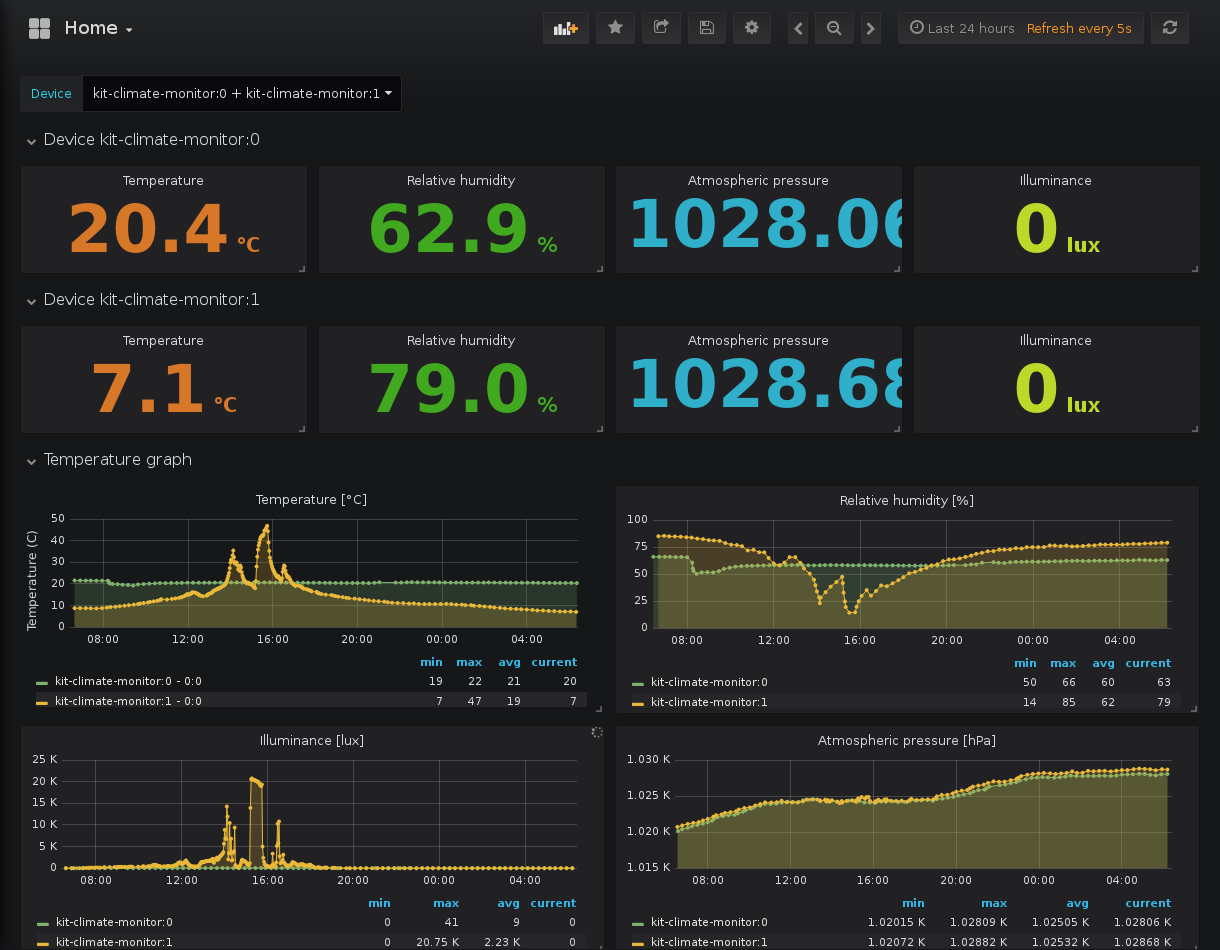 Home
Last 24 hours Refresh every 5s
Device kit-climate-monitor:0 + kit-climate-monitor:1
Device kit-climate-monitor:0
Temperature Relative humidity Atmospheric pressure Illuminance
20.4 °C 62.9 % 1028.06 0 lux
Device kit-climate-monitor:1
Temperature Relative humidity Atmospheric pressure Illuminance
7.1 °C 79.0 % 1028.68 0 lux
Temperature graph
Temperature [°C]
Temperature (C)
50
40
30
20
10
0
08:00 12:00 16:00 20:00 00:00 04:00
min max avg current
kit-climate-monitor:0 - 0:0 19 22 21 20
kit-climate-monitor:1 - 0:0 7 47 19 7
Relative humidity [%]
100
75
50
25
0
08:00 12:00 16:00 20:00 00:00 04:00
min max avg current
kit-climate-monitor:0 50 66 60 63
kit-climate-monitor:1 14 85 62 79
Illuminance [lux]
25 K
20 K
15 K
10 K
5 K
0
08:00 12:00 16:00 20:00 00:00 04:00
min max avg current
kit-climate-monitor:0 0 41 9 0
kit-climate-monitor:1 0 20.75 K 2.23 K 0
Atmospheric pressure [hPa]
1.030 K
1.025 K
1.020 K
1.015 K
08:00 12:00 16:00 20:00 00:00 04:00
min max avg current
kit-climate-monitor:0 1.02015 K 1.02809 K 1.02505 K 1.02806 K
kit-climate-monitor:1 1.02072 K 1.02882 K 1.02532 K 1.02868 K